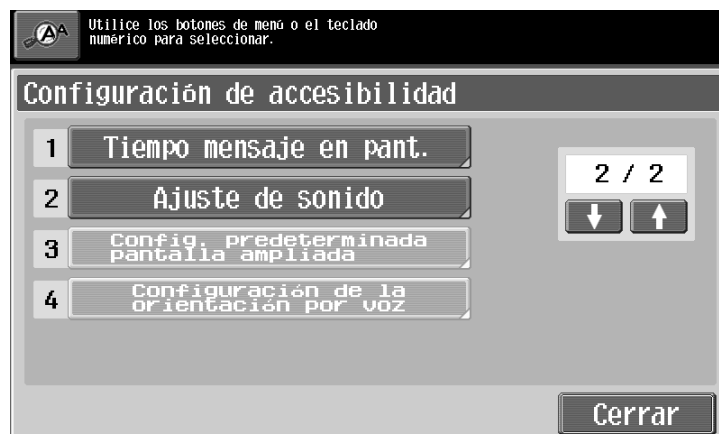 AA
Utilice los botones de menú o el teclado
numérico para seleccionar.
Configuración de accesibilidad
1 Tiempo mensaje en pant.
2 / 2
2 Ajuste de sonido
3 Config. predeterminada
pantalla ampliada
4 Configuración de la
orientación por voz
Cerrar